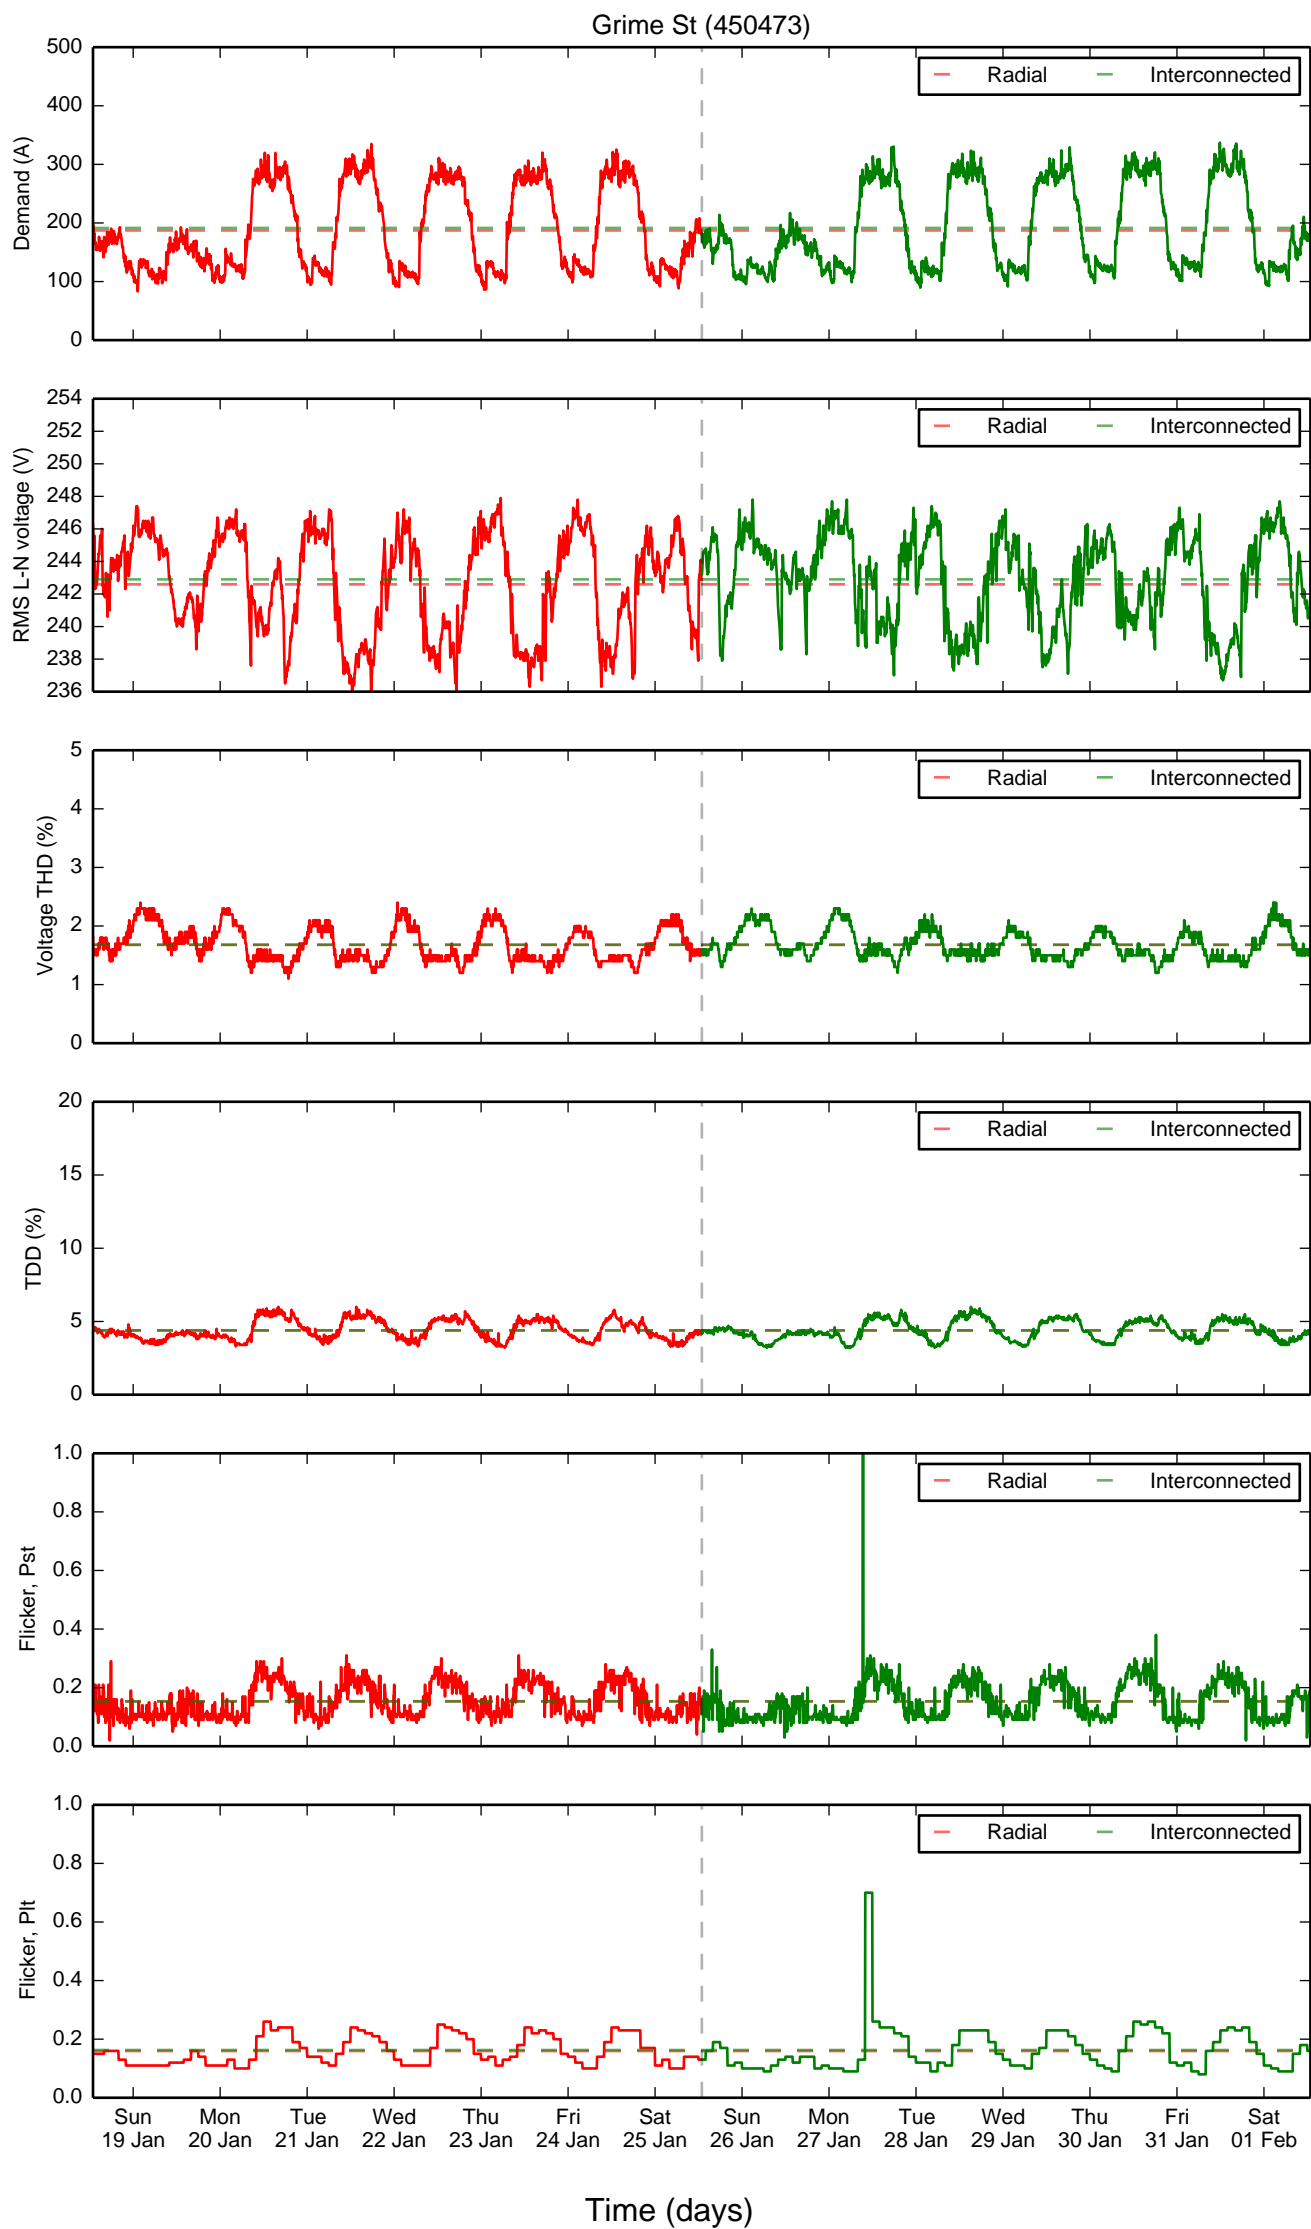 Grime St (450473)
500
400
300
200
100
0
Demand (A)
Radial Interconnected
254
252
250
248
246
244
242
240
238
236
RMS L-N voltage (V)
Radial Interconnected
5
4
3
2
1
0
Voltage THD (%)
Radial Interconnected
20
15
10
5
0
TDD (%)
Radial Interconnected
1.0
0.8
0.6
0.4
0.2
0.0
Flicker, Pst
Radial Interconnected
1.0
0.8
0.6
0.4
0.2
0.0
Flicker, Plt
Radial Interconnected
Sun Mon Tue Wed Thu Fri Sat Sun Mon Tue Wed Thu Fri Sat
19 Jan 20 Jan 21 Jan 22 Jan 23 Jan 24 Jan 25 Jan 26 Jan 27 Jan 28 Jan 29 Jan 30 Jan 31 Jan 01 Feb
Time (days)